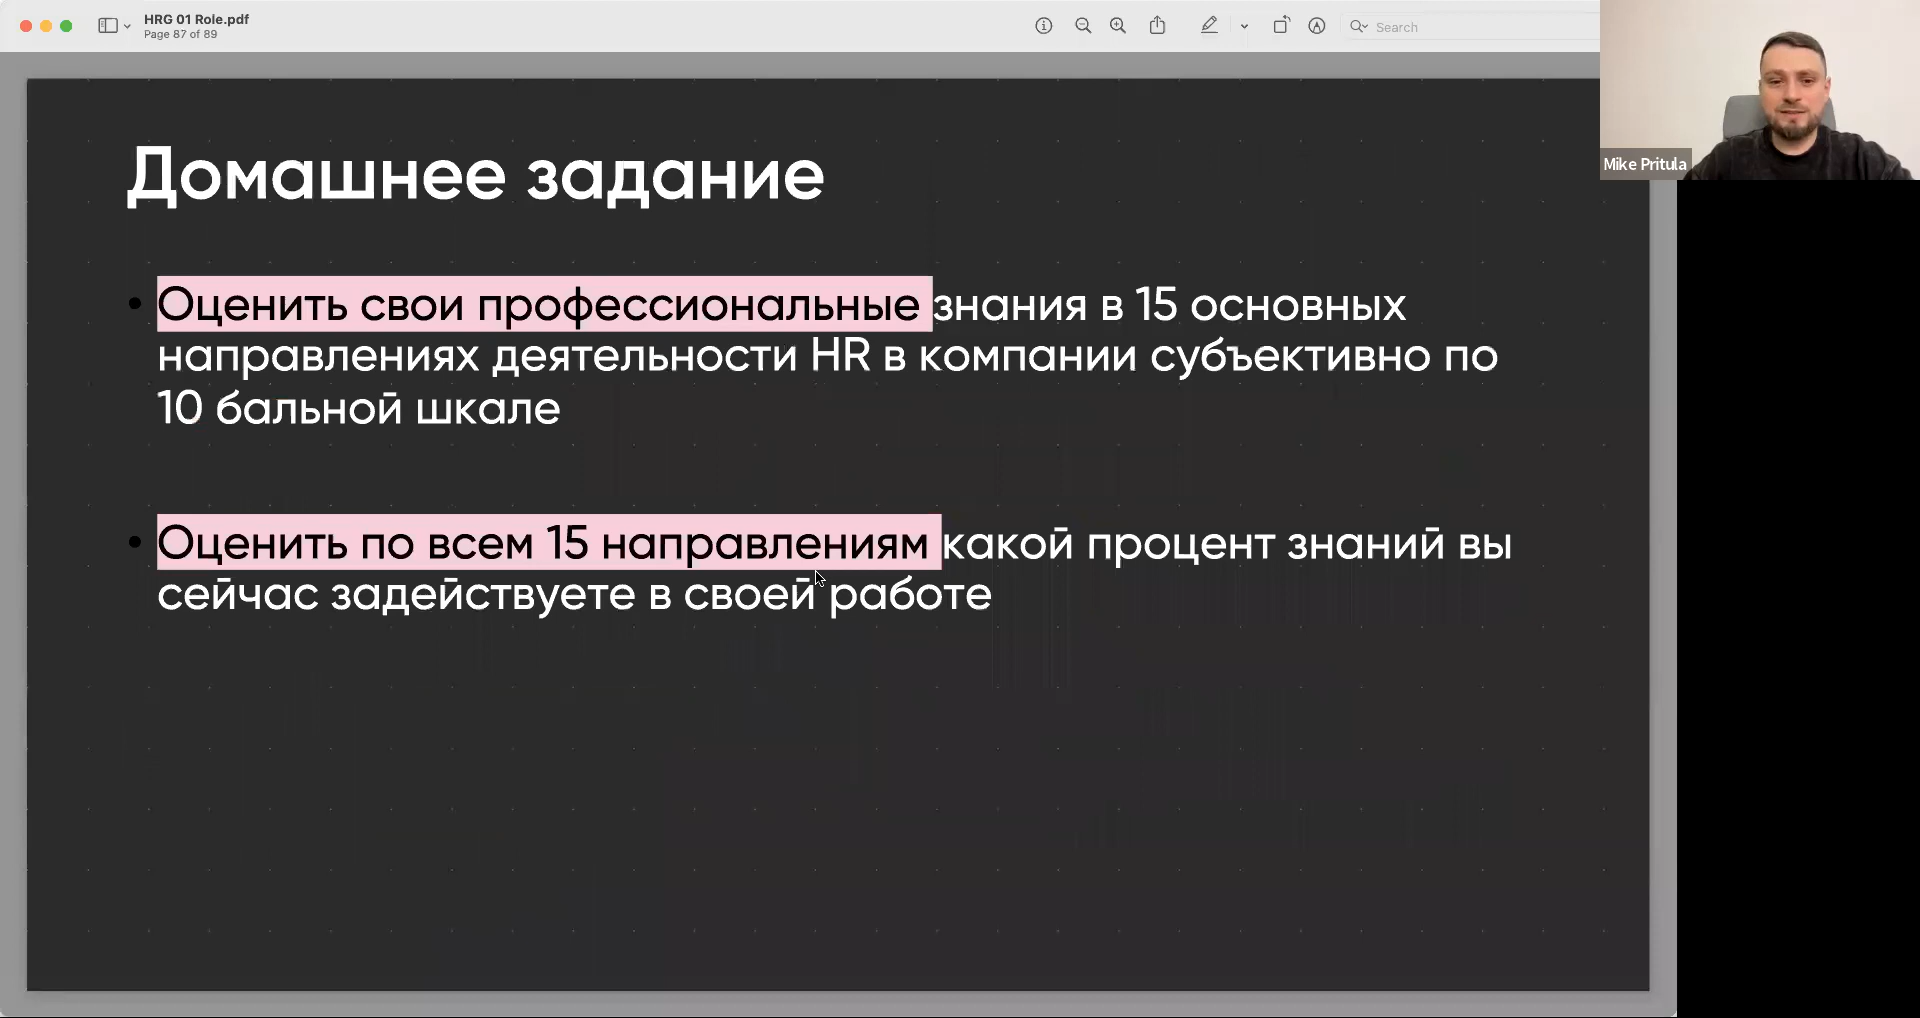 HRG 01 Role.pdf
Page 87 of 89
Search
Mike Pritula
Домашнее задание
• Оценить свои профессиональные знания в 15 основных
направлениях деятельности HR в компании субъективно по
10 бальной шкале
• Оценить по всем 15 направлениям какой процент знаний вы
сейчас задействуете в своей работе